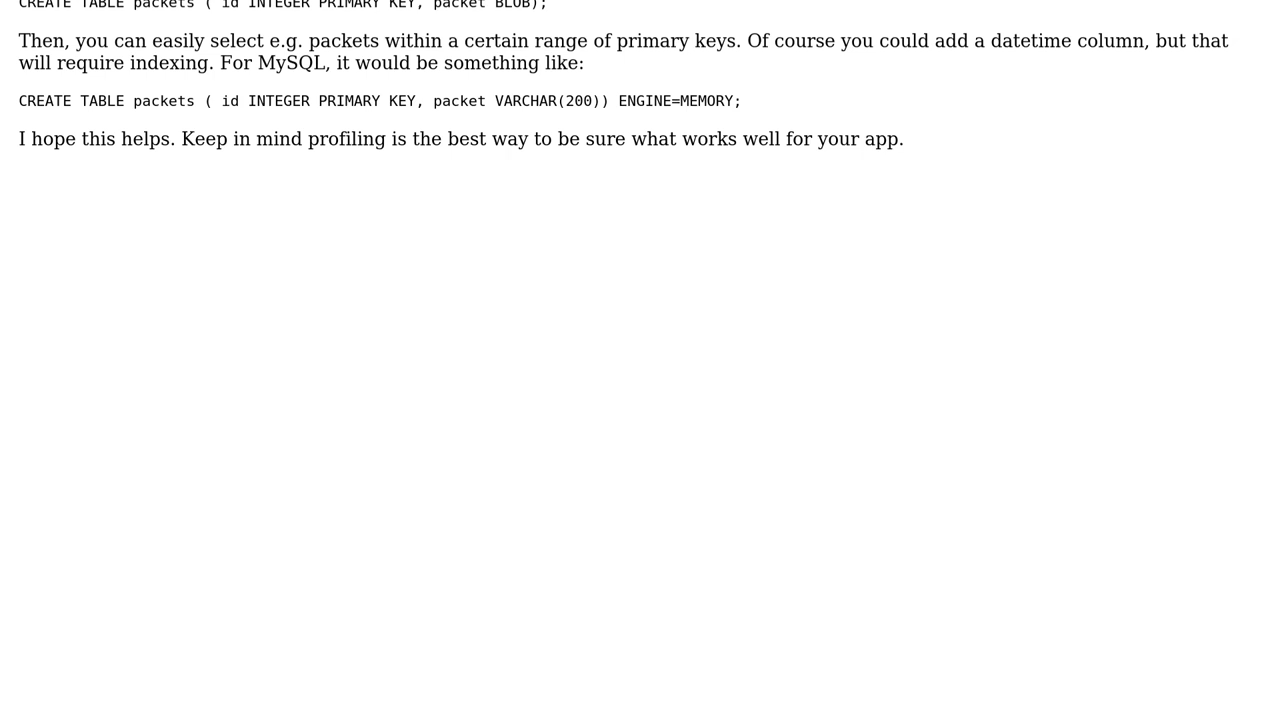 CREATE TABLE packets ( id INTEGER PRIMARY KEY, packet BLOB);
Then, you can easily select e.g. packets within a certain range of primary keys. Of course you could add a datetime column, but that
will require indexing. For MySQL, it would be something like:
CREATE TABLE packets ( id INTEGER PRIMARY KEY, packet VARCHAR(200)) ENGINE=MEMORY;
I hope this helps. Keep in mind profiling is the best way to be sure what works well for your app.